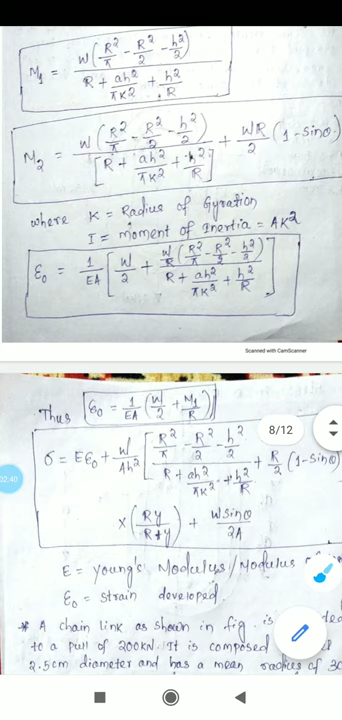 M₁ = W(R²/π - R²/2 - h²/2) / (R + ah²/πK² + h²/R)
M₂ = W(R²/π - R²/2 - h²/2) / [R + ah²/πK² + h²/R] + WR/2 (1 - Sinθ)
where K = Radius of Gyration
I = moment of Inertia = AK²
ε₀ = 1/EA [W/2 + W/R (R²/π - R²/2 - h²/2) / (R + ah²/πK² + h²/R)]
Scanned with CamScanner
Thus ε₀ = 1/EA (W/2 + M₁/R)
8/12
σ = Eε₀ + W/Ah² [(R²/π - R²/2 - h²/2) / (R + ah²/πK² + h²/R) + R/2 (1 - Sinθ)
02:40
× (Ry/R+y) + WSinθ/2A
E = Young's Modulus/Modulus of
ε₀ = strain developed
* A chain link as shown in fig. is
to a pull of 200KN. It is composed
2.5cm diameter and has a mean radius of 30